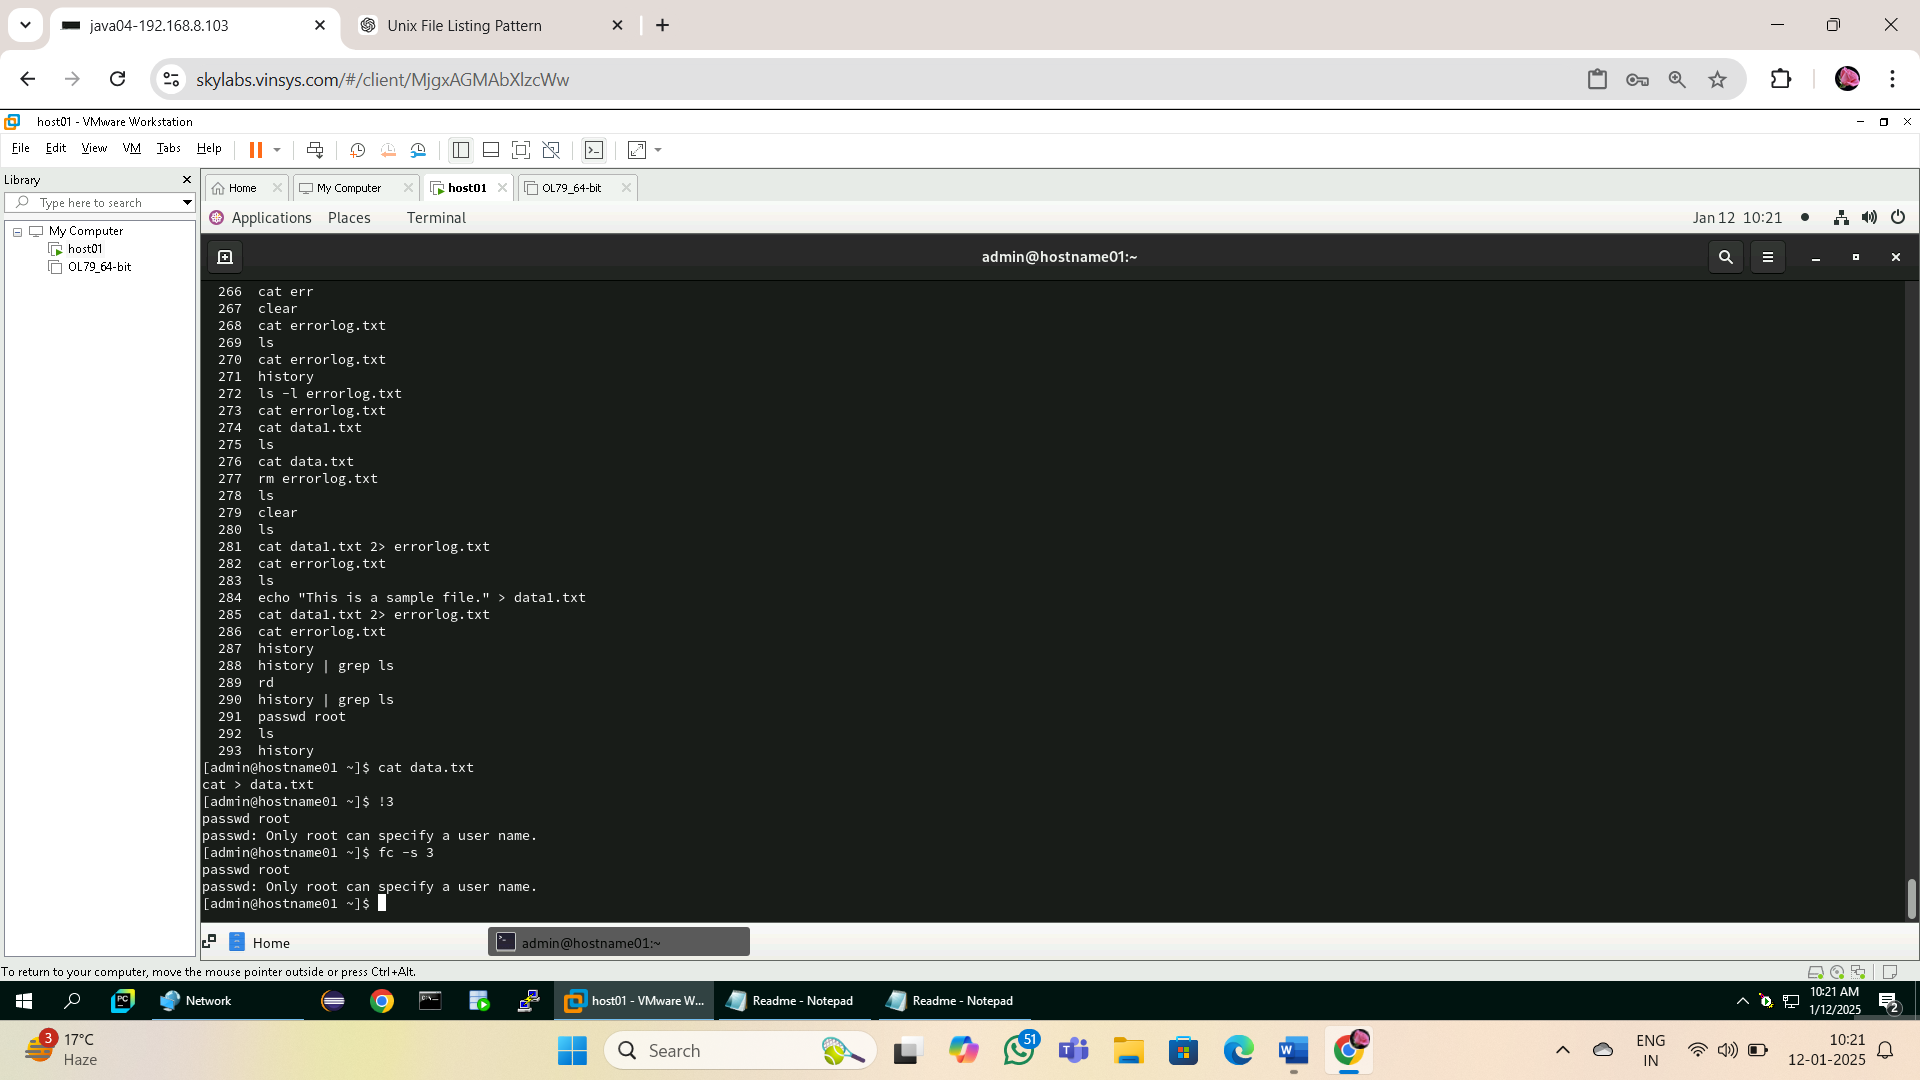 java04-192.168.8.103
Unix File Listing Pattern
skylabs.vinsys.com/#/client/MjgxAGMAbXlzcWw
host01 - VMware Workstation
File Edit View VM Tabs Help
Library
Home
My Computer
host01
OL79_64-bit
Type here to search
My Computer
host01
OL79_64-bit
Applications Places Terminal
Jan 12 10:21
admin@hostname01:~
266 cat err
267 clear
268 cat errorlog.txt
269 ls
270 cat errorlog.txt
271 history
272 ls -l errorlog.txt
273 cat errorlog.txt
274 cat data1.txt
275 ls
276 cat data.txt
277 rm errorlog.txt
278 ls
279 clear
280 ls
281 cat data1.txt 2> errorlog.txt
282 cat errorlog.txt
283 ls
284 echo "This is a sample file." > data1.txt
285 cat data1.txt 2> errorlog.txt
286 cat errorlog.txt
287 history
288 history | grep ls
289 rd
290 history | grep ls
291 passwd root
292 ls
293 history
[admin@hostname01 ~]$ cat data.txt
cat > data.txt
[admin@hostname01 ~]$ !3
passwd root
passwd: Only root can specify a user name.
[admin@hostname01 ~]$ fc -s 3
passwd root
passwd: Only root can specify a user name.
[admin@hostname01 ~]$
Home
admin@hostname01:~
To return to your computer, move the mouse pointer outside or press Ctrl+Alt.
PC
Network
host01 - VMware W...
Readme - Notepad
Readme - Notepad
10:21 AM
1/12/2025
2
3
17°C
Haze
Search
51
ENG
IN
10:21
12-01-2025